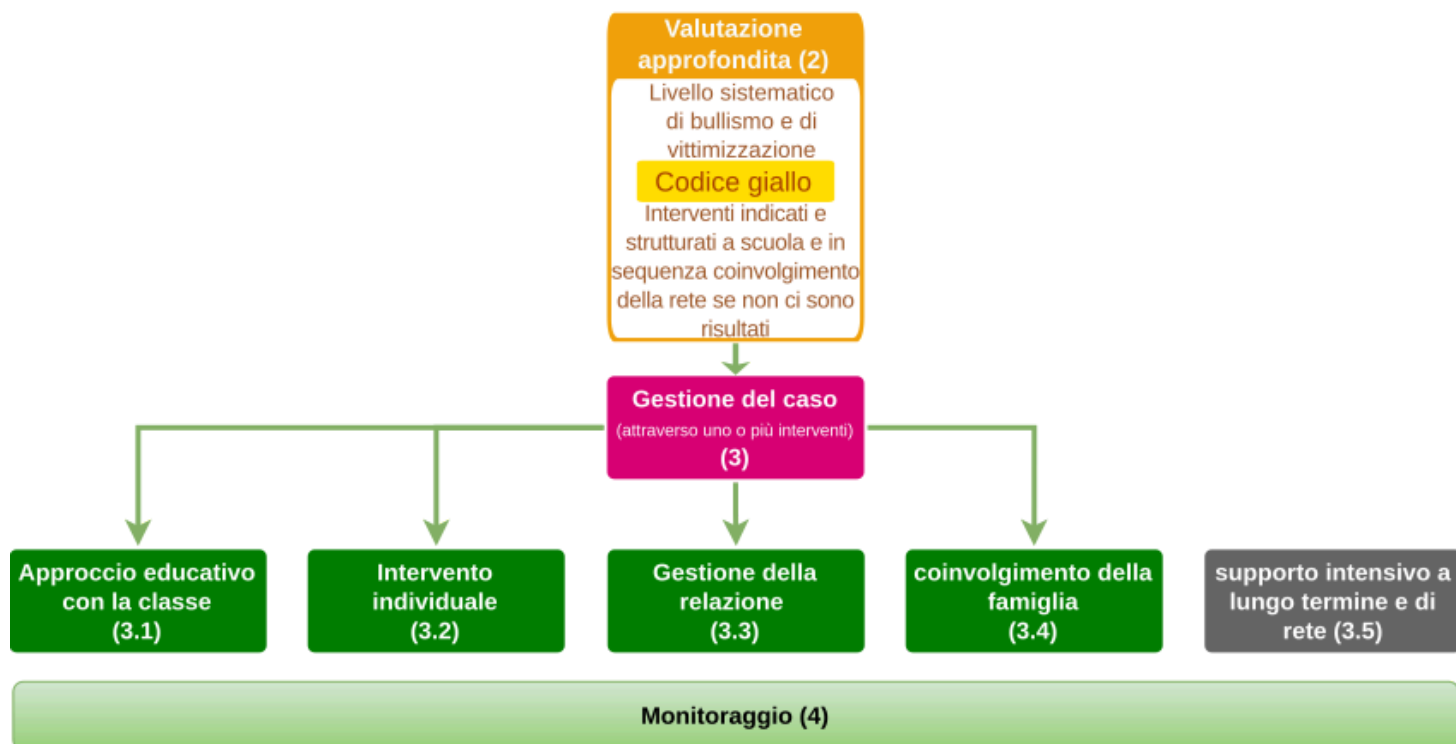 Valutazione
approfondita (2)
Livello sistematico
di bullismo e di
vittimizzazione
Codice giallo
Interventi indicati e
strutturati a scuola e in
sequenza coinvolgimento
della rete se non ci sono
risultati
Gestione del caso
(attraverso uno o più interventi)
(3)
Approccio educativo
con la classe
(3.1)
Intervento
individuale
(3.2)
Gestione della
relazione
(3.3)
coinvolgimento della
famiglia
(3.4)
supporto intensivo a
lungo termine e di
rete (3.5)
Monitoraggio (4)